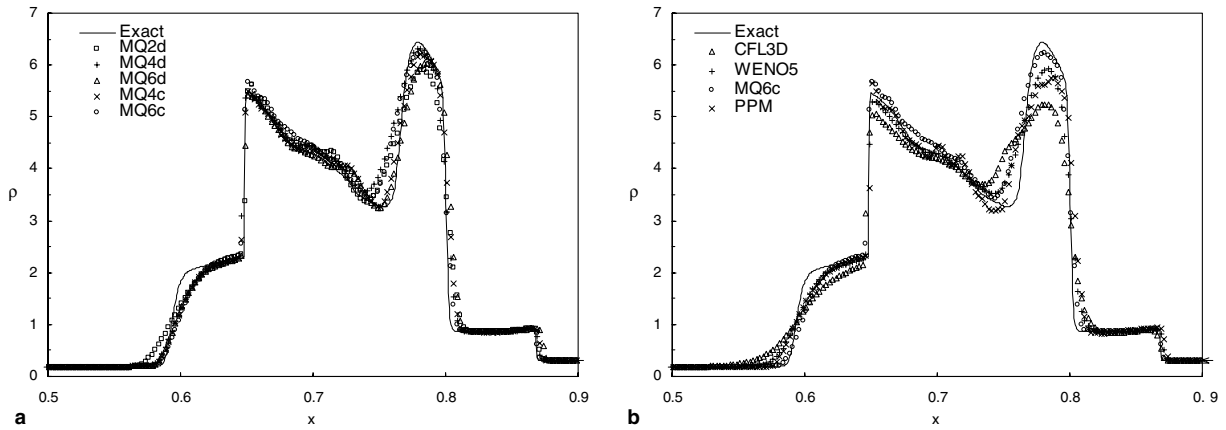 7
6
5
4
3
2
1
0
ρ
Exact
MQ2d
MQ4d
MQ6d
MQ4c
MQ6c
0.5 0.6 0.7 0.8 0.9
x
a
7
6
5
4
3
2
1
0
ρ
Exact
CFL3D
WENO5
MQ6c
PPM
0.5 0.6 0.7 0.8 0. 9
x
b